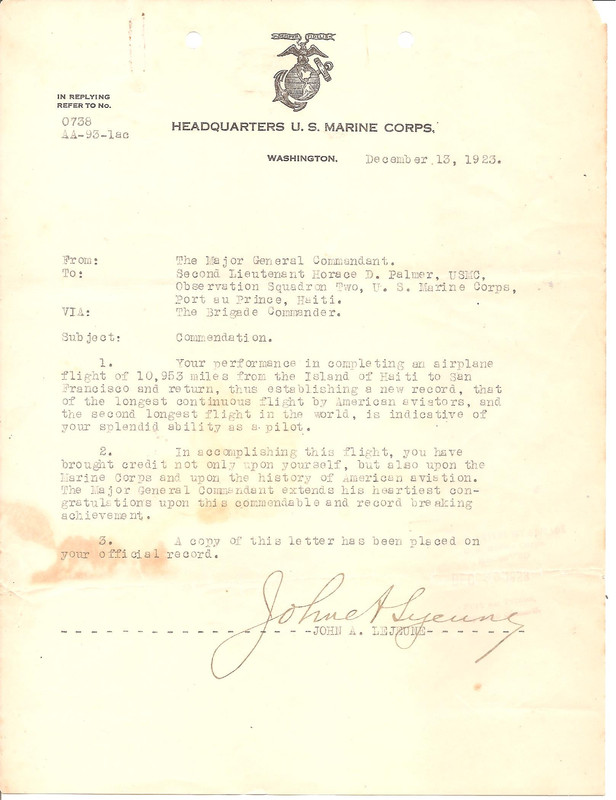 IN REPLYING
REFER TO NO.
0738
AA-93-lac
HEADQUARTERS U. S. MARINE CORPS,
WASHINGTON. December 13, 1923.
From: The Major General Commandant.
To: Second Lieutenant Horace D. Palmer, USMC,
Observation Squadron Two, U. S. Marine Corps,
Port au Prince, Haiti.
VIA: The Brigade Commander.
Subject: Commendation.
1. Your performance in completing an airplane
flight of 10,953 miles from the Island of Haiti to San
Francisco and return, thus establishing a new record, that
of the longest continuous flight by American aviators, and
the second longest flight in the world, is indicative of
your splendid ability as a pilot.
2. In accomplishing this flight, you have
brought credit not only upon yourself, but also upon the
Marine Corps and upon the history of American aviation.
The Major General Commandant extends his heartiest con-
gratulations upon this commendable and record breaking
achievement.
3. A copy of this letter has been placed on
your official record.
John A Lejeune
JOHN A. LEJEUNE